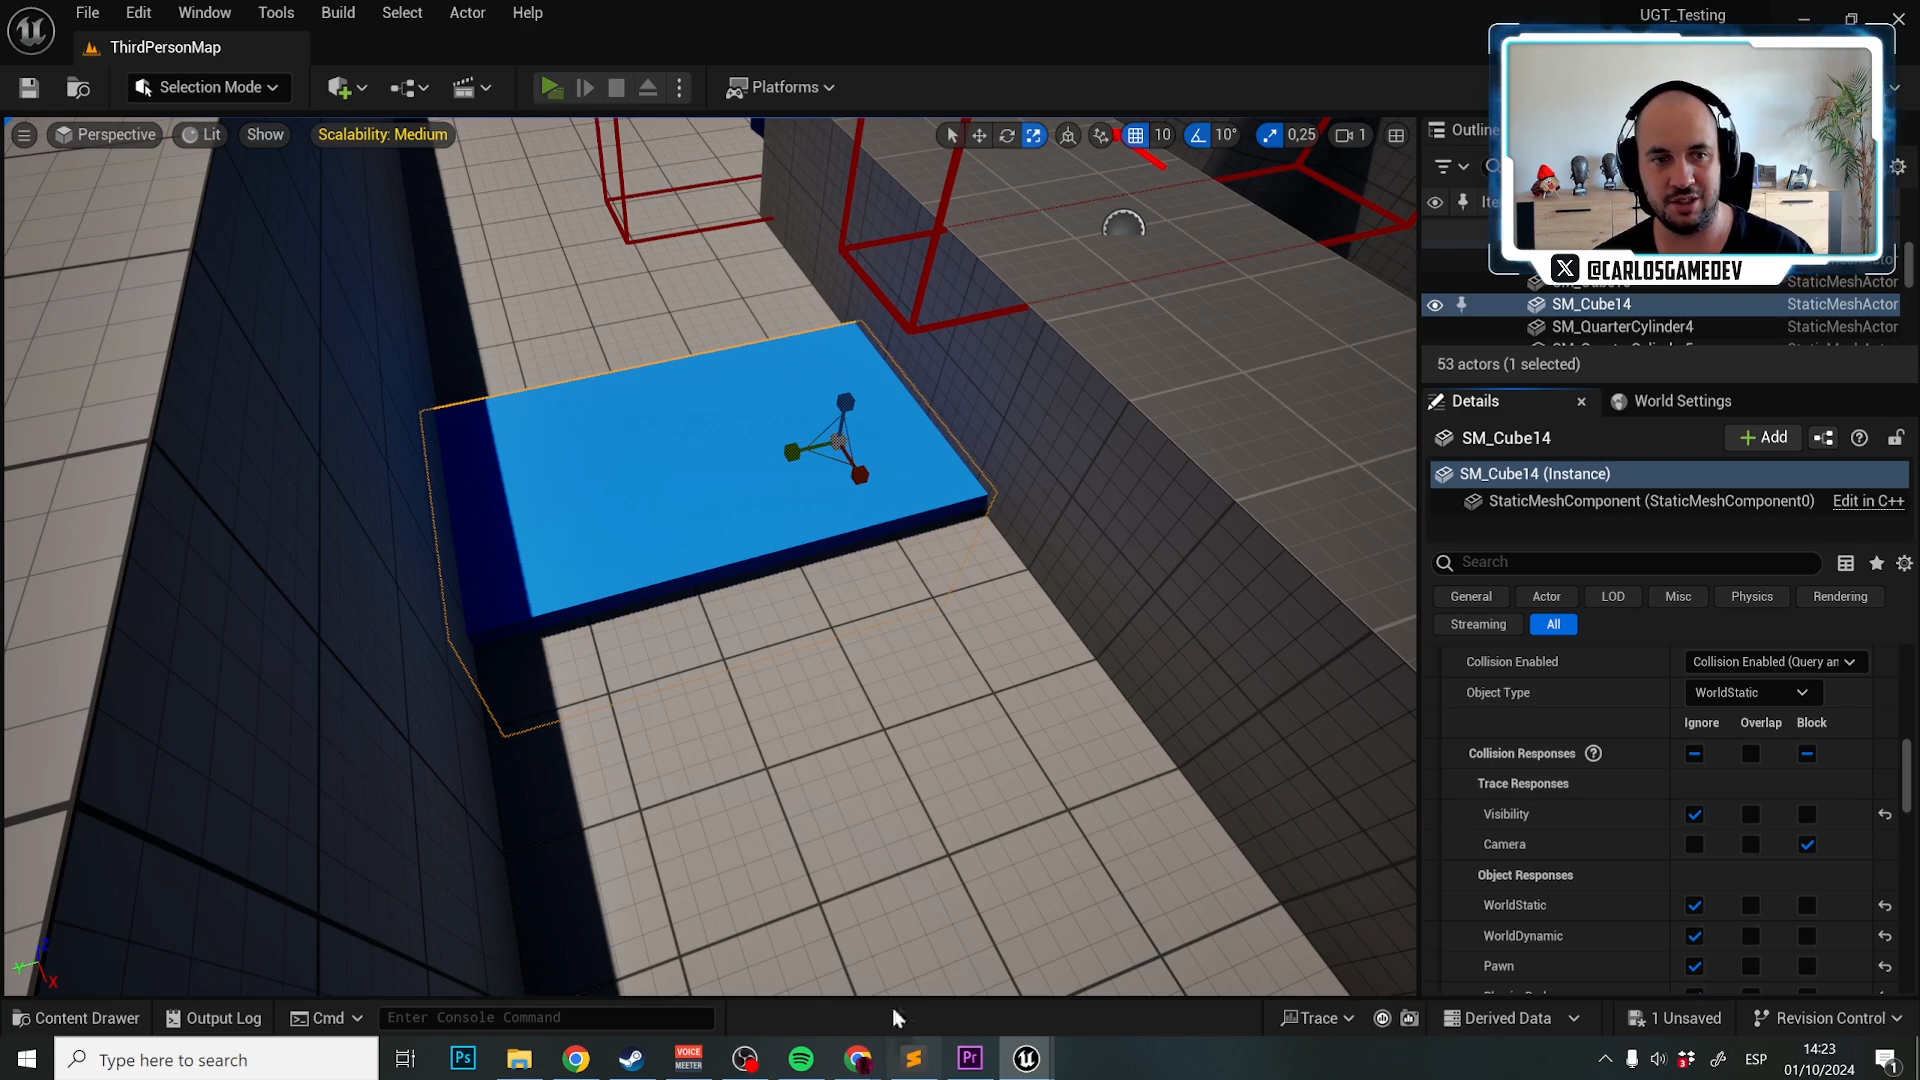 File Edit Window Tools Build Select Actor Help
UGT_Testing
ThirdPersonMap
Selection Mode
Platforms
Perspective
Lit
Show
Scalability: Medium
10
10°
0,25
1
Outline
@CARLOSGAMEDEV
StaticMeshActor
SM_Cube14 StaticMeshActor
SM_QuarterCylinder4 StaticMeshActor
53 actors (1 selected)
Details
World Settings
SM_Cube14
Add
SM_Cube14 (Instance)
StaticMeshComponent (StaticMeshComponent0) Edit in C++
Search
General Actor LOD Misc Physics Rendering
Streaming All
Collision Enabled Collision Enabled (Query an
Object Type WorldStatic
Ignore Overlap Block
Collision Responses
Trace Responses
Visibility
Camera
Object Responses
WorldStatic
WorldDynamic
Pawn
Content Drawer Output Log Cmd Enter Console Command
Trace Derived Data 1 Unsaved Revision Control
Type here to search
Ps
VOICE
MEETER
Pr
ESP
14:23
01/10/2024